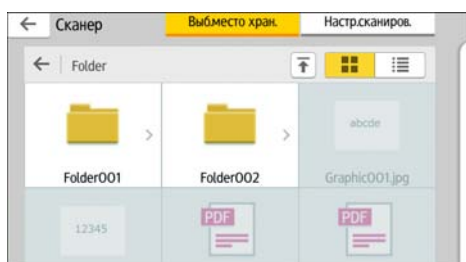 Сканер
Выб.место хран.
Настр.сканиров.
Folder
Folder001
Folder002
abcde
Graphic001.jpg
12345
PDF
PDF